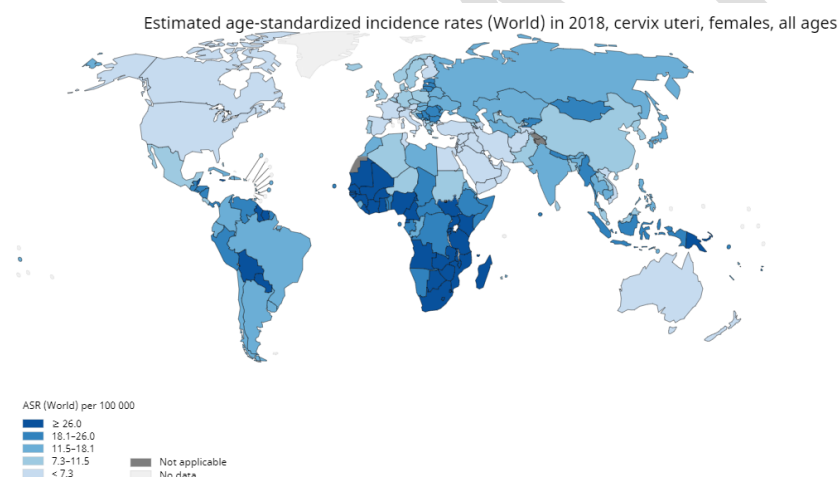 Estimated age-standardized incidence rates (World) in 2018, cervix uteri, females, all ages
ASR (World) per 100 000
≥ 26.0
18.1–26.0
11.5–18.1
7.3–11.5
< 7.3
Not applicable
No data